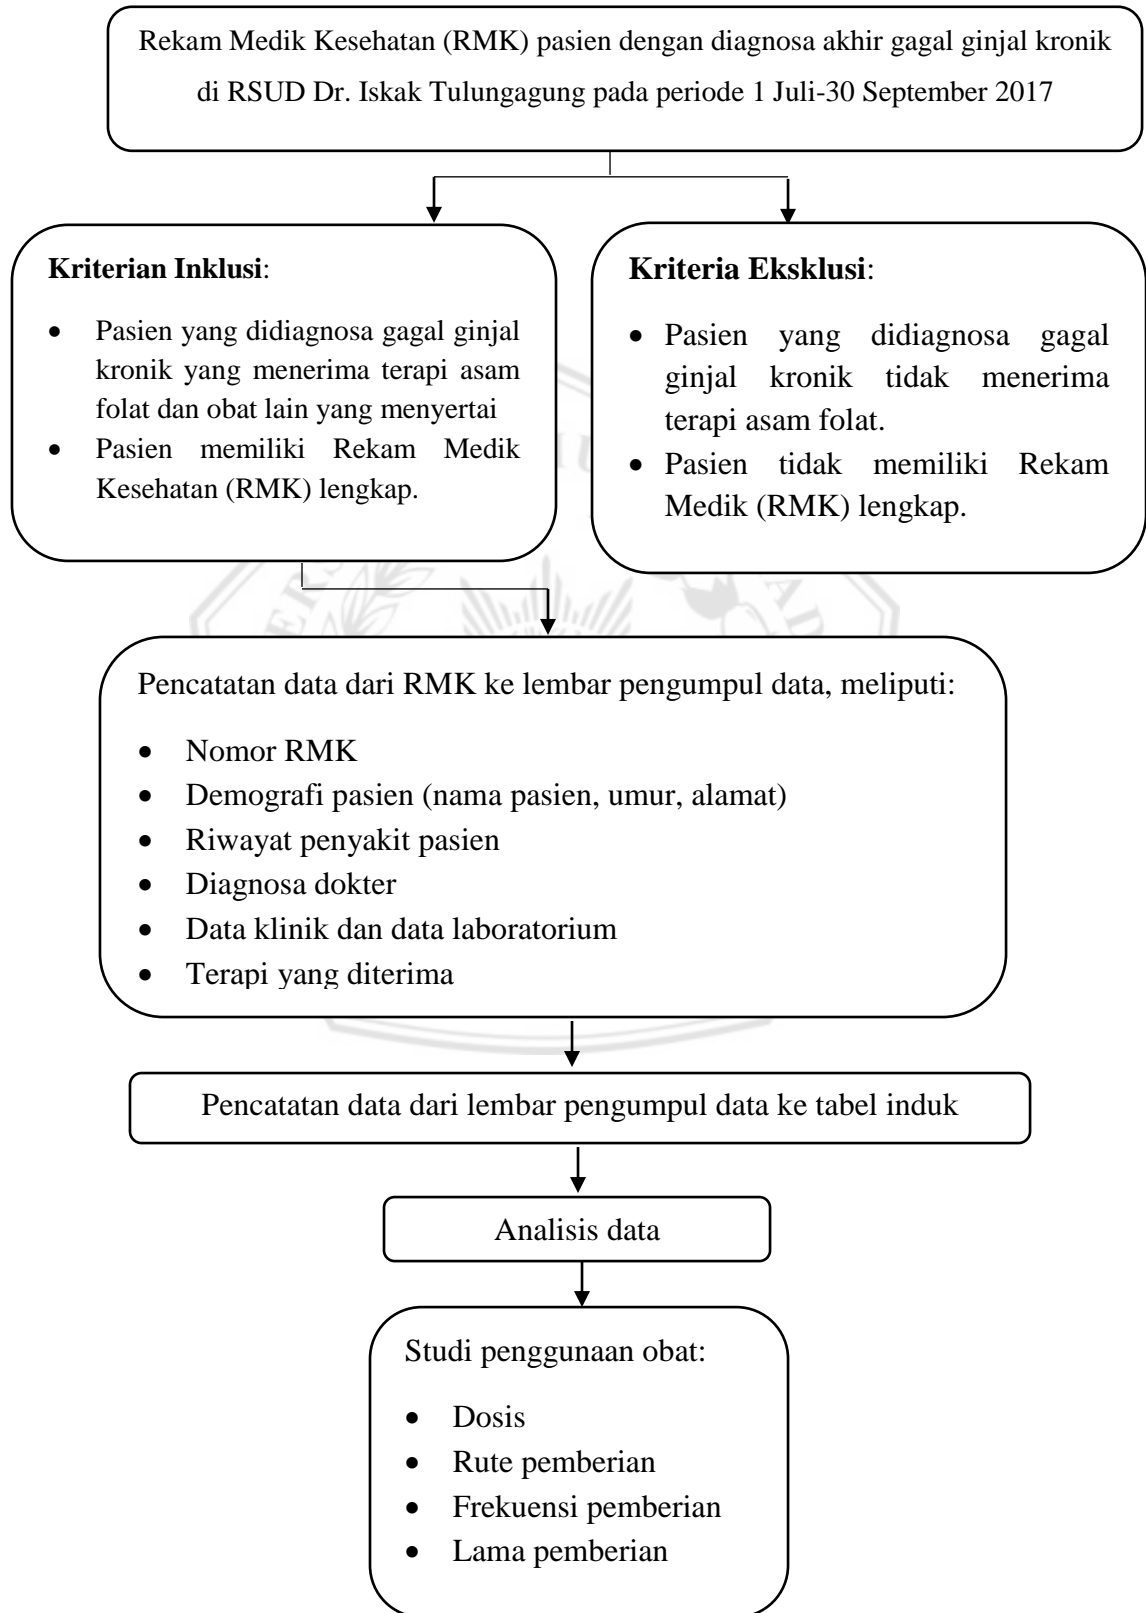 Rekam Medik Kesehatan (RMK) pasien dengan diagnosa akhir gagal ginjal kronik
di RSUD Dr. Iskak Tulungagung pada periode 1 Juli-30 September 2017
Kriterian Inklusi:
• Pasien yang didiagnosa gagal ginjal
kronik yang menerima terapi asam
folat dan obat lain yang menyertai
• Pasien memiliki Rekam Medik
Kesehatan (RMK) lengkap.
Kriteria Eksklusi:
• Pasien yang didiagnosa gagal
ginjal kronik tidak menerima
terapi asam folat.
• Pasien tidak memiliki Rekam
Medik (RMK) lengkap.
Pencatatan data dari RMK ke lembar pengumpul data, meliputi:
• Nomor RMK
• Demografi pasien (nama pasien, umur, alamat)
• Riwayat penyakit pasien
• Diagnosa dokter
• Data klinik dan data laboratorium
• Terapi yang diterima
Pencatatan data dari lembar pengumpul data ke tabel induk
Analisis data
Studi penggunaan obat:
• Dosis
• Rute pemberian
• Frekuensi pemberian
• Lama pemberian